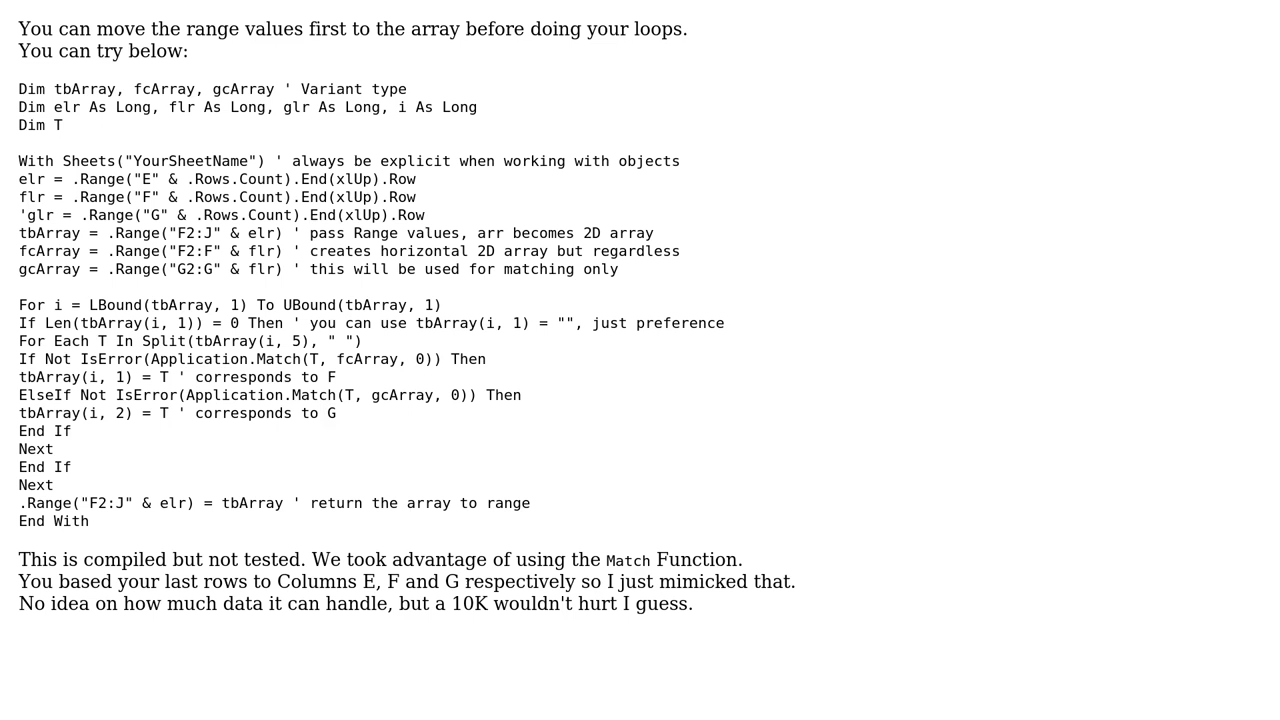 You can move the range values first to the array before doing your loops.
You can try below:
Dim tbArray, fcArray, gcArray ' Variant type
Dim elr As Long, flr As Long, glr As Long, i As Long
Dim T
With Sheets("YourSheetName") ' always be explicit when working with objects
elr = .Range("E" & .Rows.Count).End(xlUp).Row
flr = .Range("F" & .Rows.Count).End(xlUp).Row
'glr = .Range("G" & .Rows.Count).End(xlUp).Row
tbArray = .Range("F2:J" & elr) ' pass Range values, arr becomes 2D array
fcArray = .Range("F2:F" & flr) ' creates horizontal 2D array but regardless
gcArray = .Range("G2:G" & flr) ' this will be used for matching only
For i = LBound(tbArray, 1) To UBound(tbArray, 1)
If Len(tbArray(i, 1)) = 0 Then ' you can use tbArray(i, 1) = "", just preference
For Each T In Split(tbArray(i, 5), " ")
If Not IsError(Application.Match(T, fcArray, 0)) Then
tbArray(i, 1) = T ' corresponds to F
ElseIf Not IsError(Application.Match(T, gcArray, 0)) Then
tbArray(i, 2) = T ' corresponds to G
End If
Next
End If
Next
.Range("F2:J" & elr) = tbArray ' return the array to range
End With
This is compiled but not tested. We took advantage of using the Match Function.
You based your last rows to Columns E, F and G respectively so I just mimicked that.
No idea on how much data it can handle, but a 10K wouldn't hurt I guess.